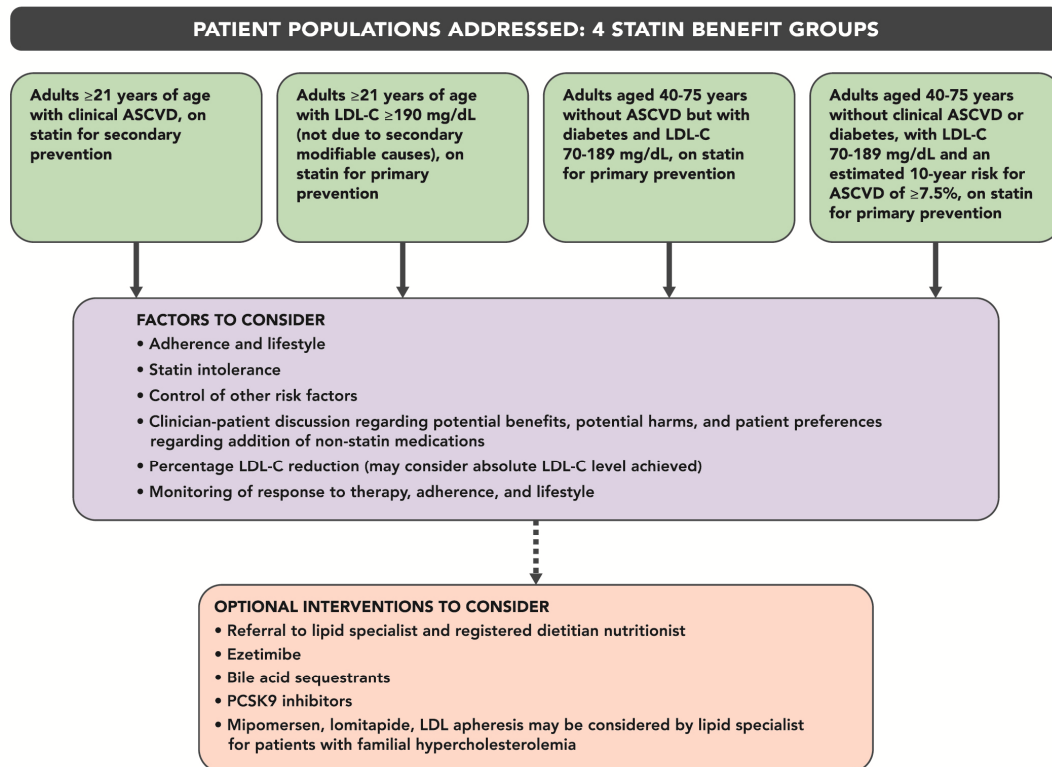 PATIENT POPULATIONS ADDRESSED: 4 STATIN BENEFIT GROUPS
Adults ≥21 years of age
with clinical ASCVD, on
statin for secondary
prevention
Adults ≥21 years of age
with LDL-C ≥190 mg/dL
(not due to secondary
modifiable causes), on
statin for primary
prevention
Adults aged 40-75 years
without ASCVD but with
diabetes and LDL-C
70-189 mg/dL, on statin
for primary prevention
Adults aged 40-75 years
without clinical ASCVD or
diabetes, with LDL-C
70-189 mg/dL and an
estimated 10-year risk for
ASCVD of ≥7.5%, on statin
for primary prevention
FACTORS TO CONSIDER
• Adherence and lifestyle
• Statin intolerance
• Control of other risk factors
• Clinician-patient discussion regarding potential benefits, potential harms, and patient preferences
regarding addition of non-statin medications
• Percentage LDL-C reduction (may consider absolute LDL-C level achieved)
• Monitoring of response to therapy, adherence, and lifestyle
OPTIONAL INTERVENTIONS TO CONSIDER
• Referral to lipid specialist and registered dietitian nutritionist
• Ezetimibe
• Bile acid sequestrants
• PCSK9 inhibitors
• Mipomersen, lomitapide, LDL apheresis may be considered by lipid specialist
for patients with familial hypercholesterolemia